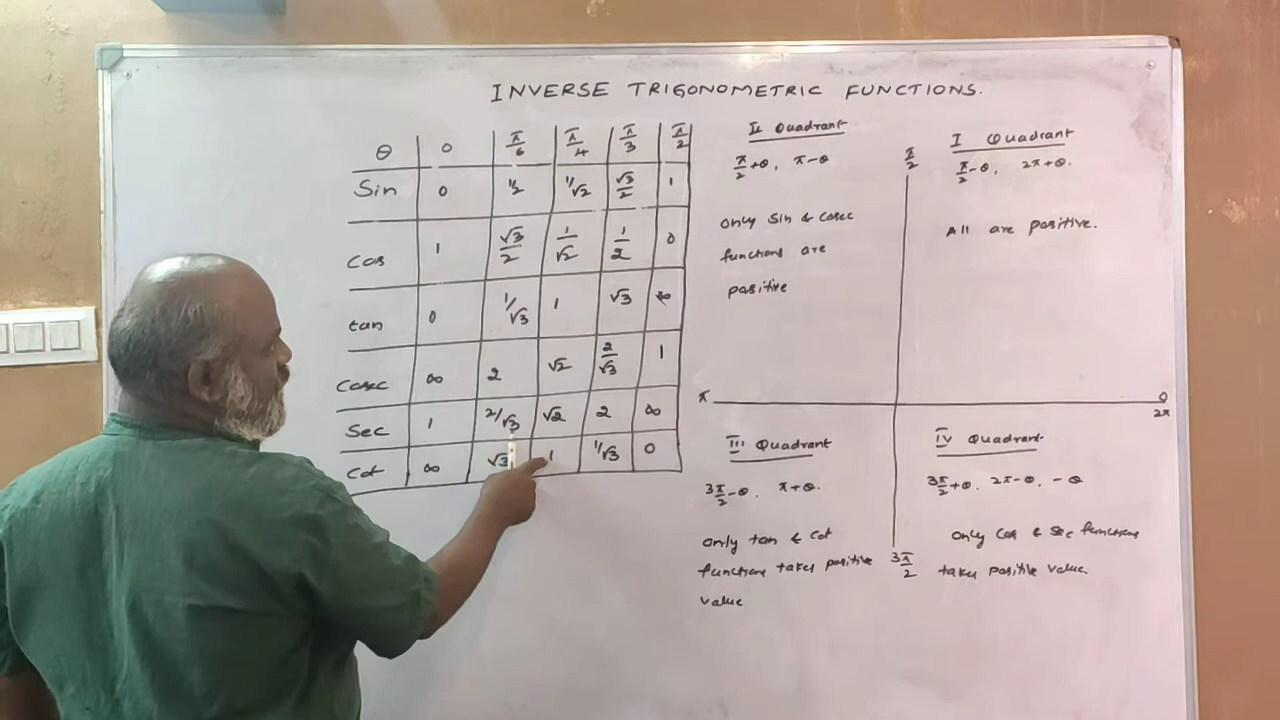 INVERSE TRIGONOMETRIC FUNCTIONS.
θ 0 π/6 π/4 π/3 π/2
Sin 0 1/2 1/√2 √3/2 1
Cos 1 √3/2 1/√2 1/2 0
tan 0 1/√3 1 √3 ∞
Cosec ∞ 2 √2 2/√3 1
Sec 1 2/√3 √2 2 ∞
Cot ∞ √3 1 1/√3 0
II Quadrant
π/2+θ, π-θ
only Sin & Cosec
functions are
positive
π/2
I Quadrant
π/2-θ, 2π+θ.
All are positive.
π
0
2π
III Quadrant
3π/2-θ. π+θ.
only tan & Cot
functions takes positive
value
3π/2
IV Quadrant
3π/2+θ, 2π-θ, -θ
only Cos & Sec functions
takes positive value.